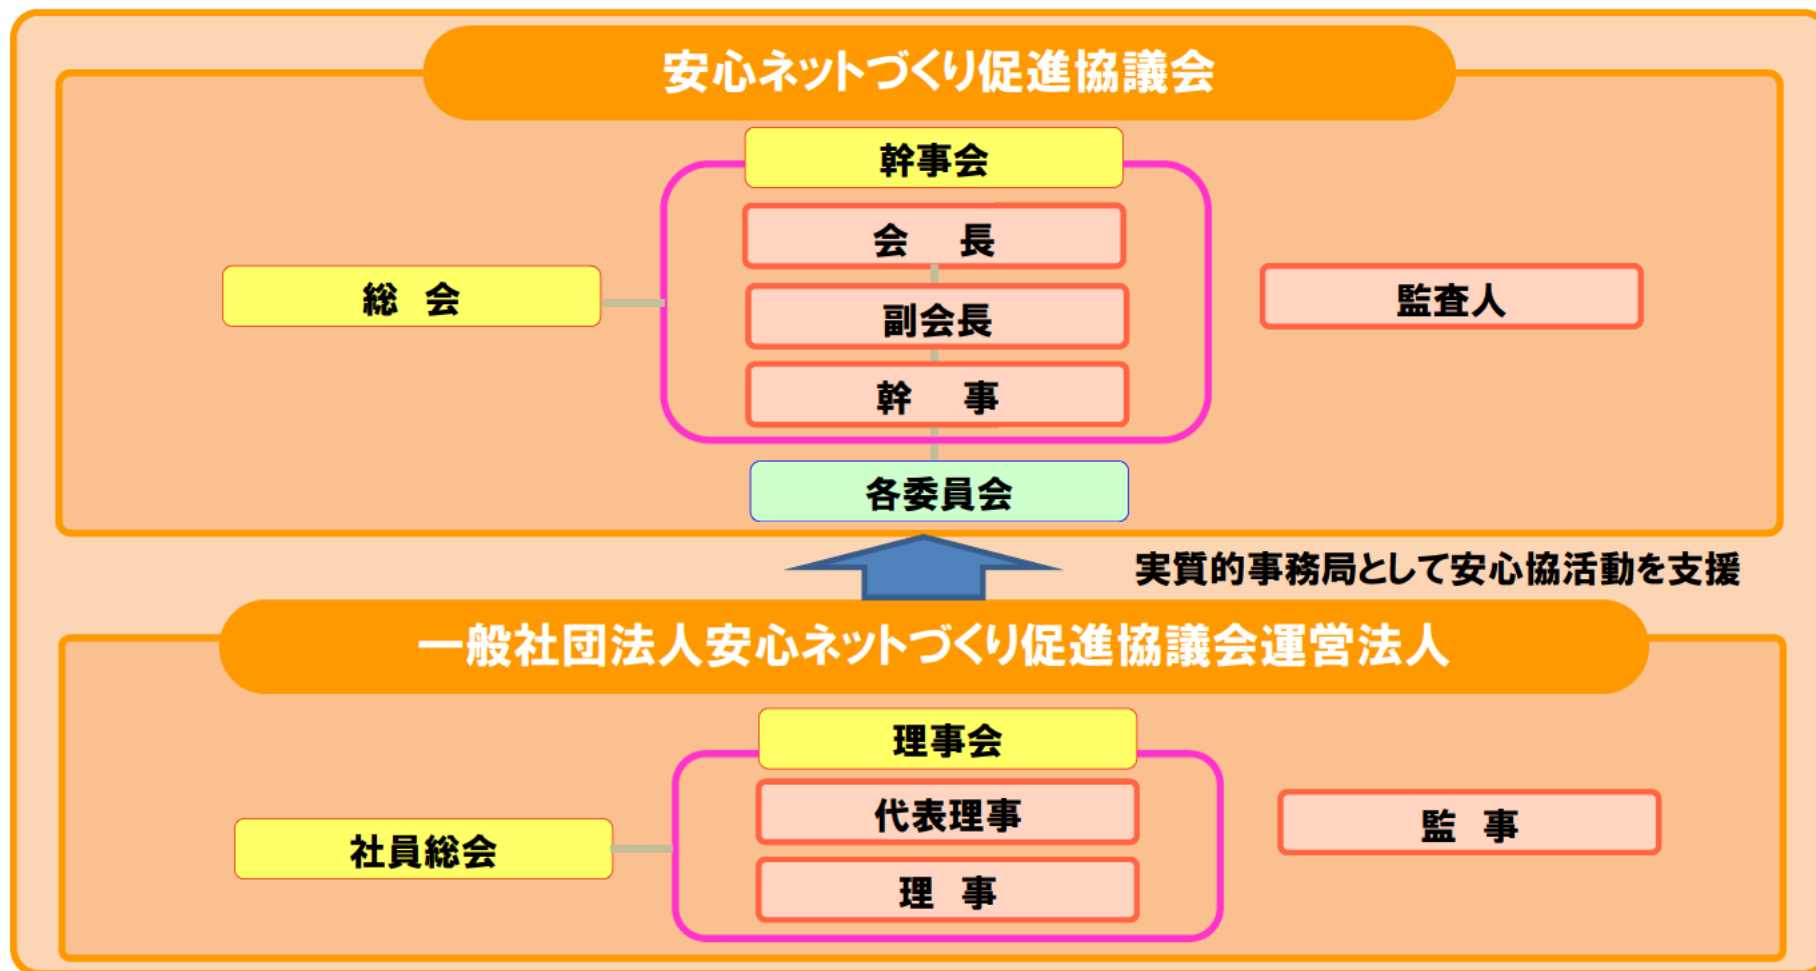 安心ネットづくり促進協議会
幹事会
会 長
総 会
副会長
監査人
幹 事
各委員会
実質的事務局として安心協活動を支援
一般社団法人安心ネットづくり促進協議会運営法人
理事会
代表理事
社員総会
監 事
理 事